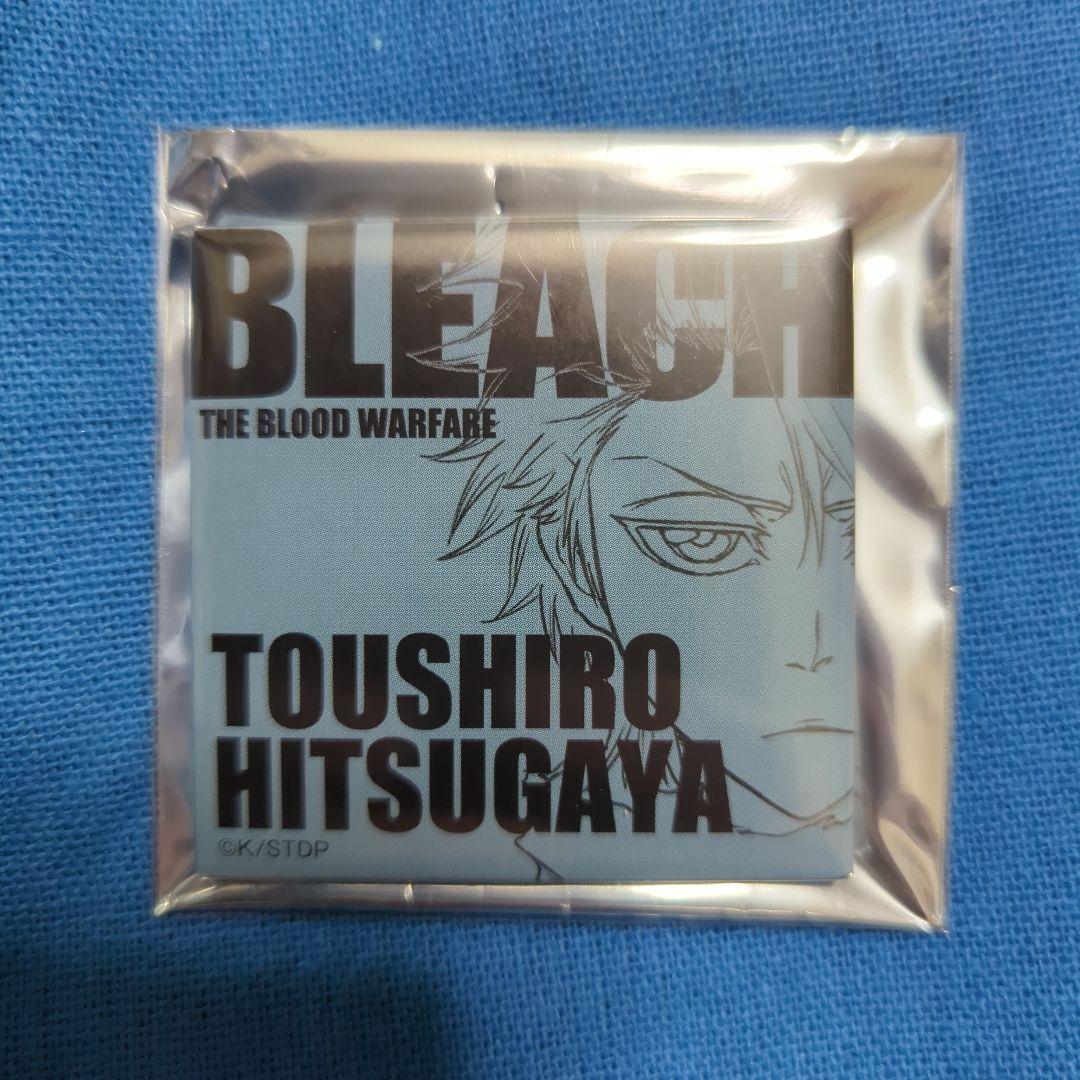 BLEACH
THE BLOOD WARFARE
TOUSHIRO
HITSUGAYA
©K/STDP